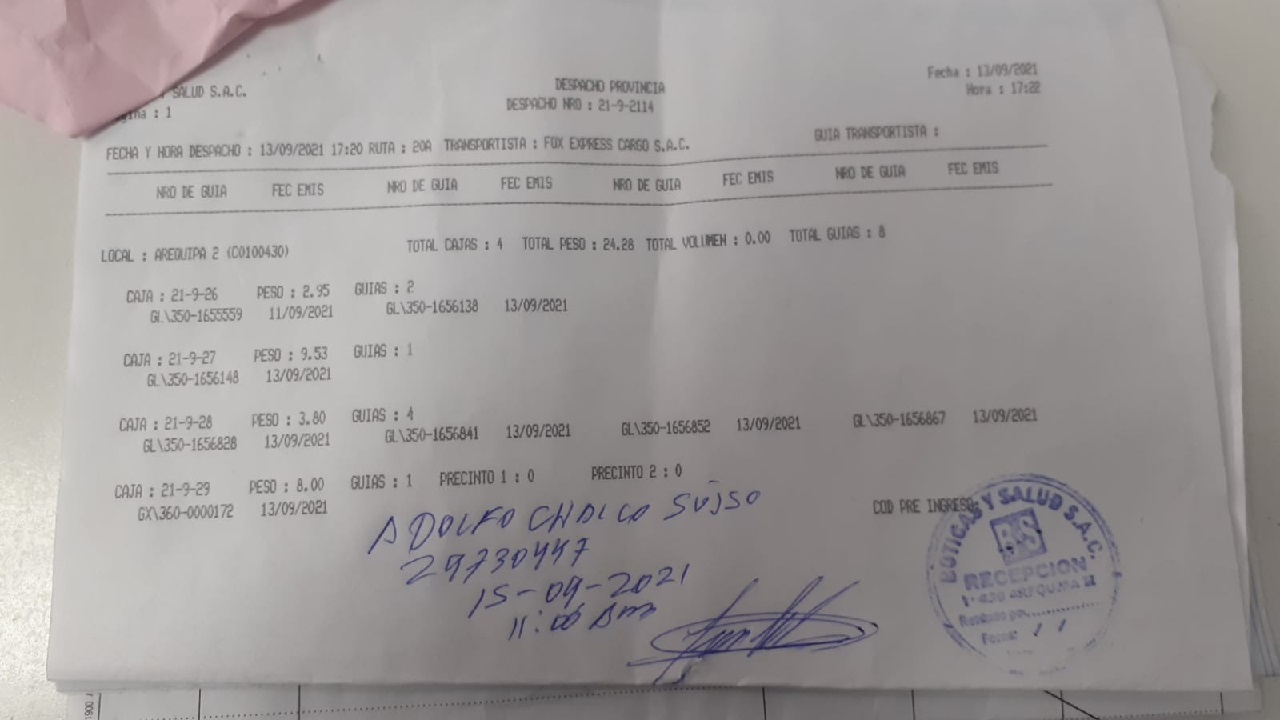 SALUD S.A.C.
DESPACHO PROVINCIA
Fecha : 13/09/2021
: 1
DESPACHO NRO : 21-9-2114
Hora : 17:22
FECHA Y HORA DESPACHO : 13/09/2021 17:20 RUTA : 20A TRANSPORTISTA : FOX EXPRESS CARGO S.A.C. GUIA TRANSPORTISTA :
NRO DE GUIA FEC EMIS NRO DE GUIA FEC EMIS NRO DE GUIA FEC EMIS NRO DE GUIA FEC EMIS
LOCAL : AREQUIPA 2 (C0100430) TOTAL CAJAS : 4 TOTAL PESO : 24.28 TOTAL VOLUMEN : 0.00 TOTAL GUIAS : 8
CAJA : 21-9-26 PESO : 2.95 GUIAS : 2
GL\350-1655559 11/09/2021 GL\350-1656138 13/09/2021
CAJA : 21-9-27 PESO : 9.53 GUIAS : 1
GL\350-1656148 13/09/2021
CAJA : 21-9-28 PESO : 3.80 GUIAS : 4
GL\350-1656828 13/09/2021 GL\350-1656841 13/09/2021 GL\350-1656852 13/09/2021 GL\350-1656867 13/09/2021
CAJA : 21-9-29 PESO : 8.00 GUIAS : 1 PRECINTO 1 : 0 PRECINTO 2 : 0
GX\360-0000172 13/09/2021
COD PRE INGRESO:
ADOLFO
29730447
15-09-2021
11:06 Am
BOTICAS Y SALUD S.A.C.
BS
RECEPCION
AREQUIPA II
Fecha: / /